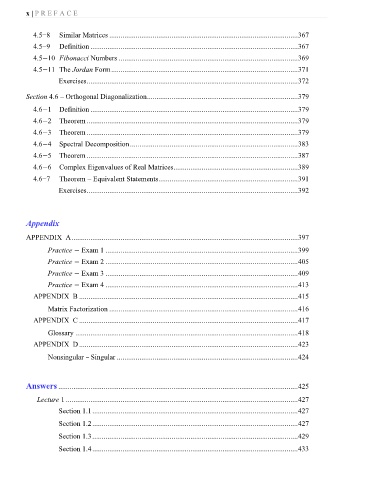 x | P R E F A C E
4.5−8 Similar Matrices ........ 367
4.5−9 Definition ........ 367
4.5−10 Fibonacci Numbers ........ 369
4.5−11 The Jordan Form ........ 371
Exercises ........ 372
Section 4.6 – Orthogonal Diagonalization ........ 379
4.6−1 Definition ........ 379
4.6−2 Theorem ........ 379
4.6−3 Theorem ........ 379
4.6−4 Spectral Decomposition ........ 383
4.6−5 Theorem ........ 387
4.6−6 Complex Eigenvalues of Real Matrices ........ 389
4.6−7 Theorem – Equivalent Statements ........ 391
Exercises ........ 392
Appendix
APPENDIX A ........ 397
Practice − Exam 1 ........ 399
Practice − Exam 2 ........ 405
Practice − Exam 3 ........ 409
Practice − Exam 4 ........ 413
APPENDIX B ........ 415
Matrix Factorization ........ 416
APPENDIX C ........ 417
Glossary ........ 418
APPENDIX D ........ 423
Nonsingular – Singular ........ 424
Answers ........ 425
Lecture 1 ........ 427
Section 1.1 ........ 427
Section 1.2 ........ 427
Section 1.3 ........ 429
Section 1.4 ........ 433